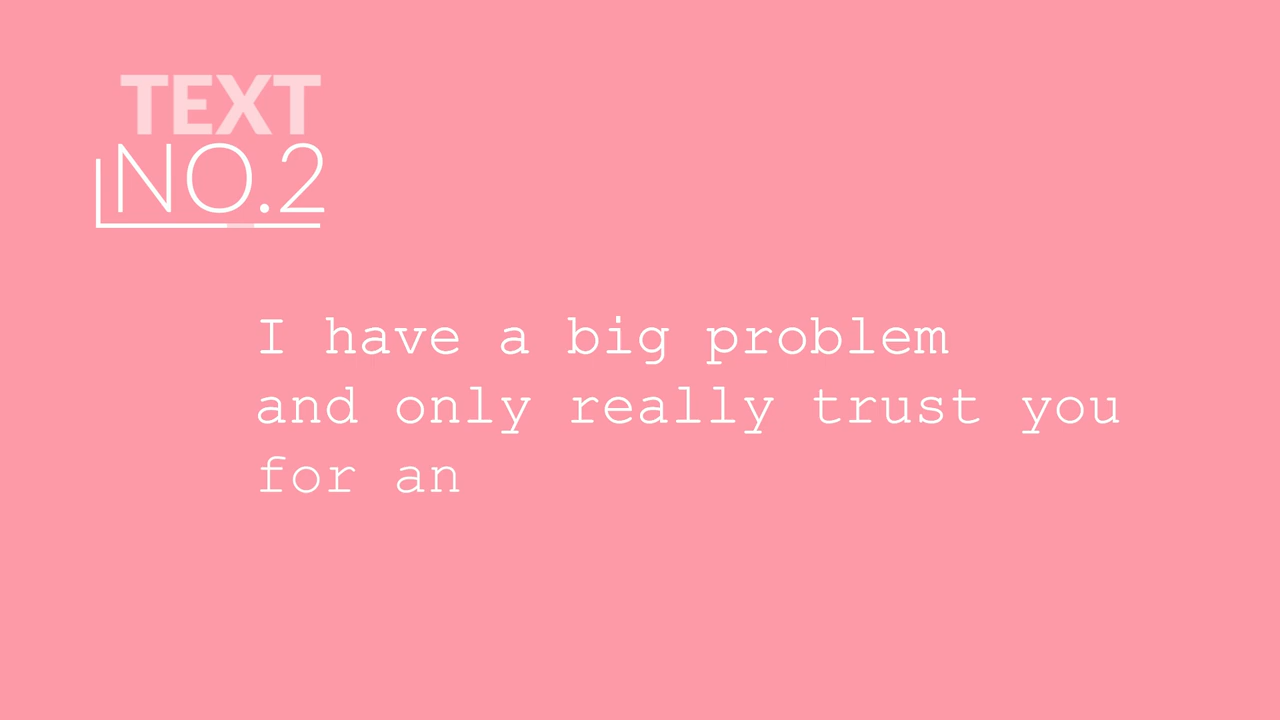 TEXT
NO.2
I have a big problem
and only really trust you
for an